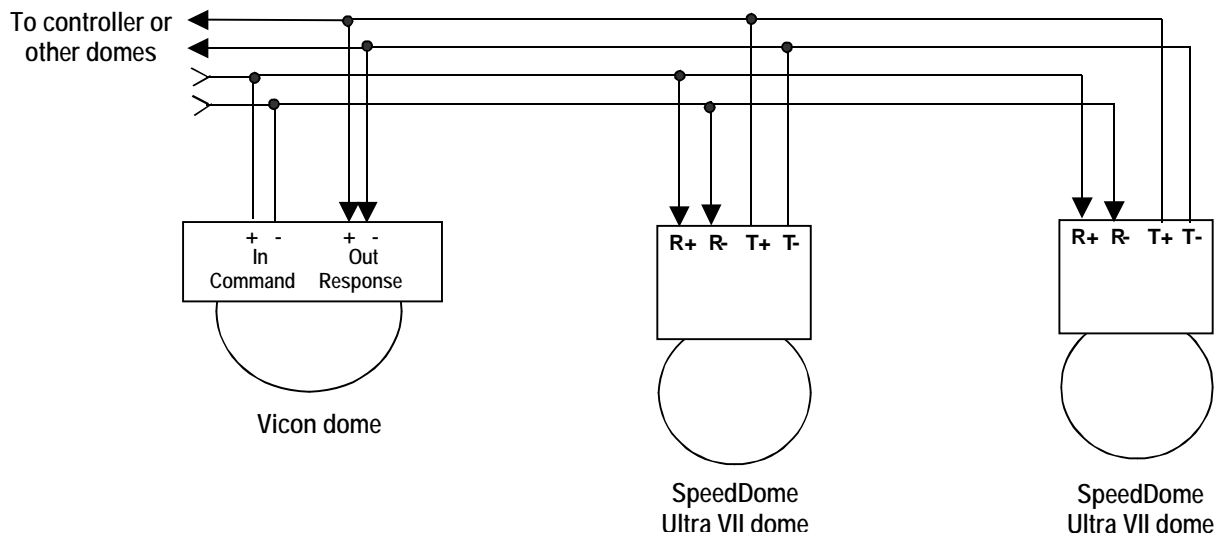 To controller or
other domes
+ - + -
In Out
Command Response
R+ R- T+ T-
R+ R- T+ T-
Vicon dome
SpeedDome
Ultra VII dome
SpeedDome
Ultra VII dome